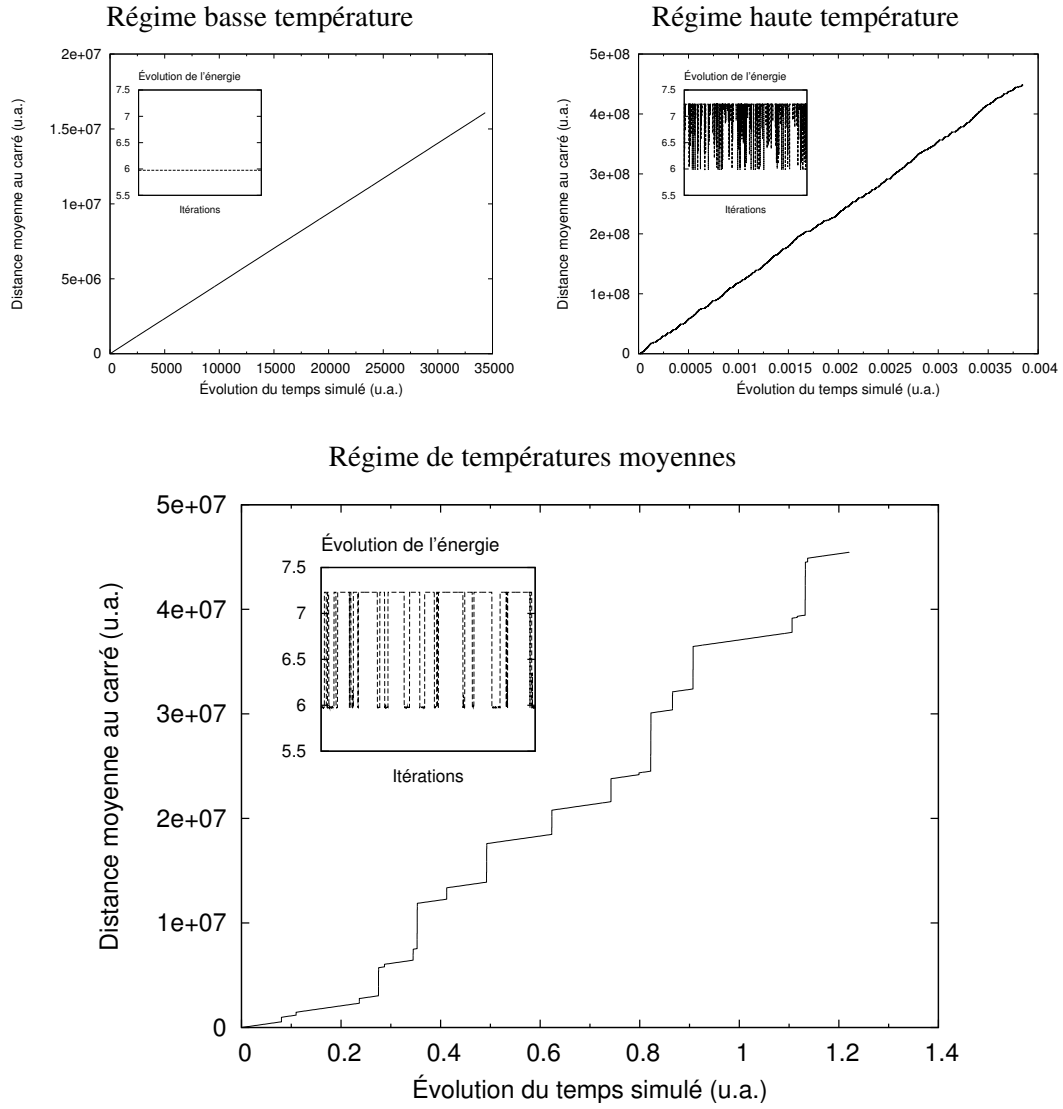 Régime basse température
Distance moyenne au carré (u.a.)
2e+07
1.5e+07
1e+07
5e+06
0
Évolution de l'énergie
7.5
7
6.5
6
5.5
Itérations
0 5000 10000 15000 20000 25000 30000 35000
Évolution du temps simulé (u.a.)
Régime haute température
Distance moyenne au carré (u.a.)
5e+08
4e+08
3e+08
2e+08
1e+08
0
Évolution de l'énergie
7.5
7
6.5
6
5.5
Itérations
0 0.0005 0.001 0.0015 0.002 0.0025 0.003 0.0035 0.004
Évolution du temps simulé (u.a.)
Régime de températures moyennes
Distance moyenne au carré (u.a.)
5e+07
4e+07
3e+07
2e+07
1e+07
0
Évolution de l'énergie
7.5
7
6.5
6
5.5
Itérations
0 0.2 0.4 0.6 0.8 1 1.2 1.4
Évolution du temps simulé (u.a.)